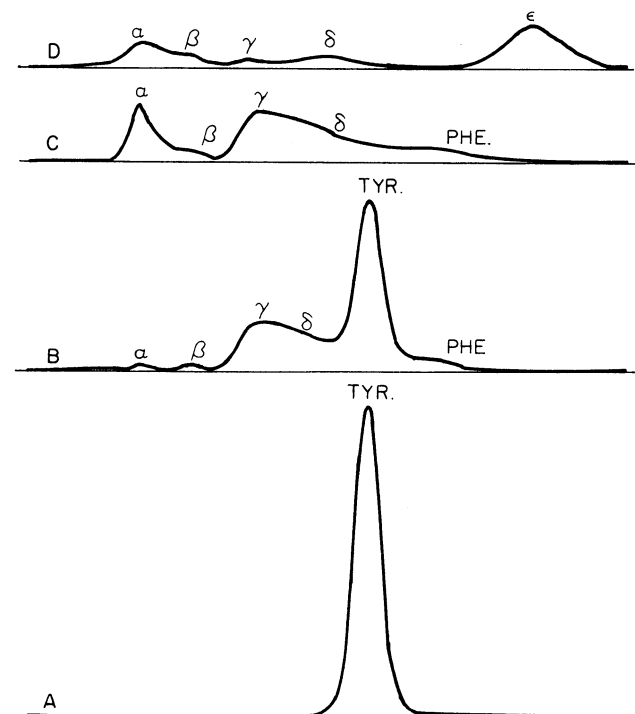 D α β γ δ ϵ
C α β γ δ PHE.
TYR.
B α β γ δ PHE
TYR.
A